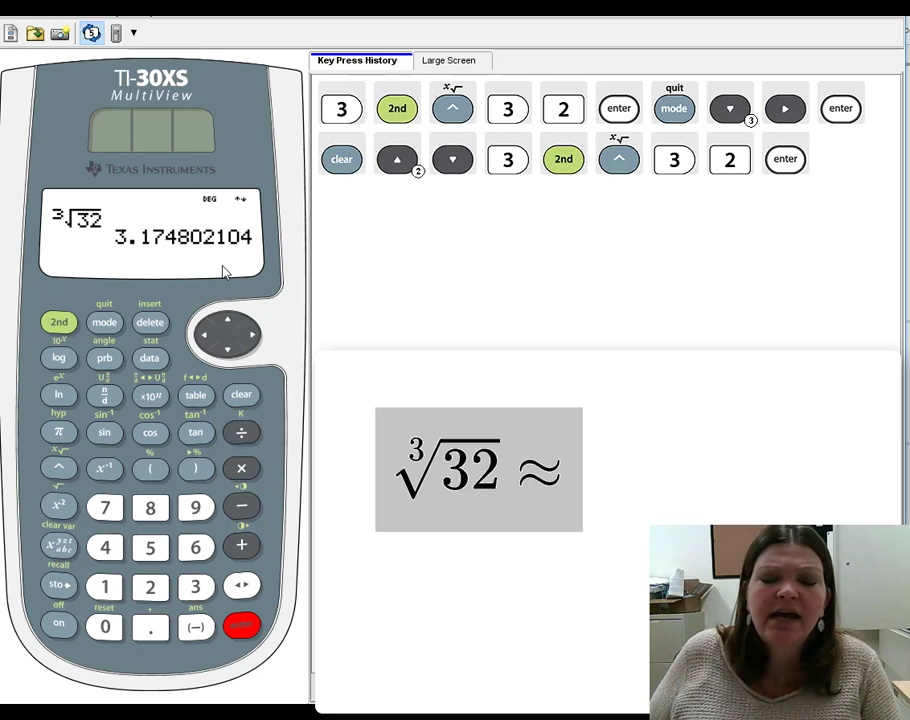 Key Press History
Large Screen
5
TI-30XS
MultiView
TEXAS INSTRUMENTS
DEG
³√32
3.174802104
3 2nd x√ ^ 3 2 enter quit mode 3 enter
clear 2 3 2nd x√ ^ 3 2 enter
quit insert
2nd mode delete
10ˣ angle stat
log prb data
eˣ U n/d n/d ◄► U n/d f ◄► d
ln n/d ×10ⁿ table clear
hyp sin⁻¹ cos⁻¹ tan⁻¹ K
π sin cos tan ÷
x√ % ►%
^ x⁻¹ ( ) ×
√
x² 7 8 9 −
clear var
x yzt abc 4 5 6 +
recall
sto► 1 2 3 ◄►
off reset , ans
on 0 . (−) enter
³√32 ≈